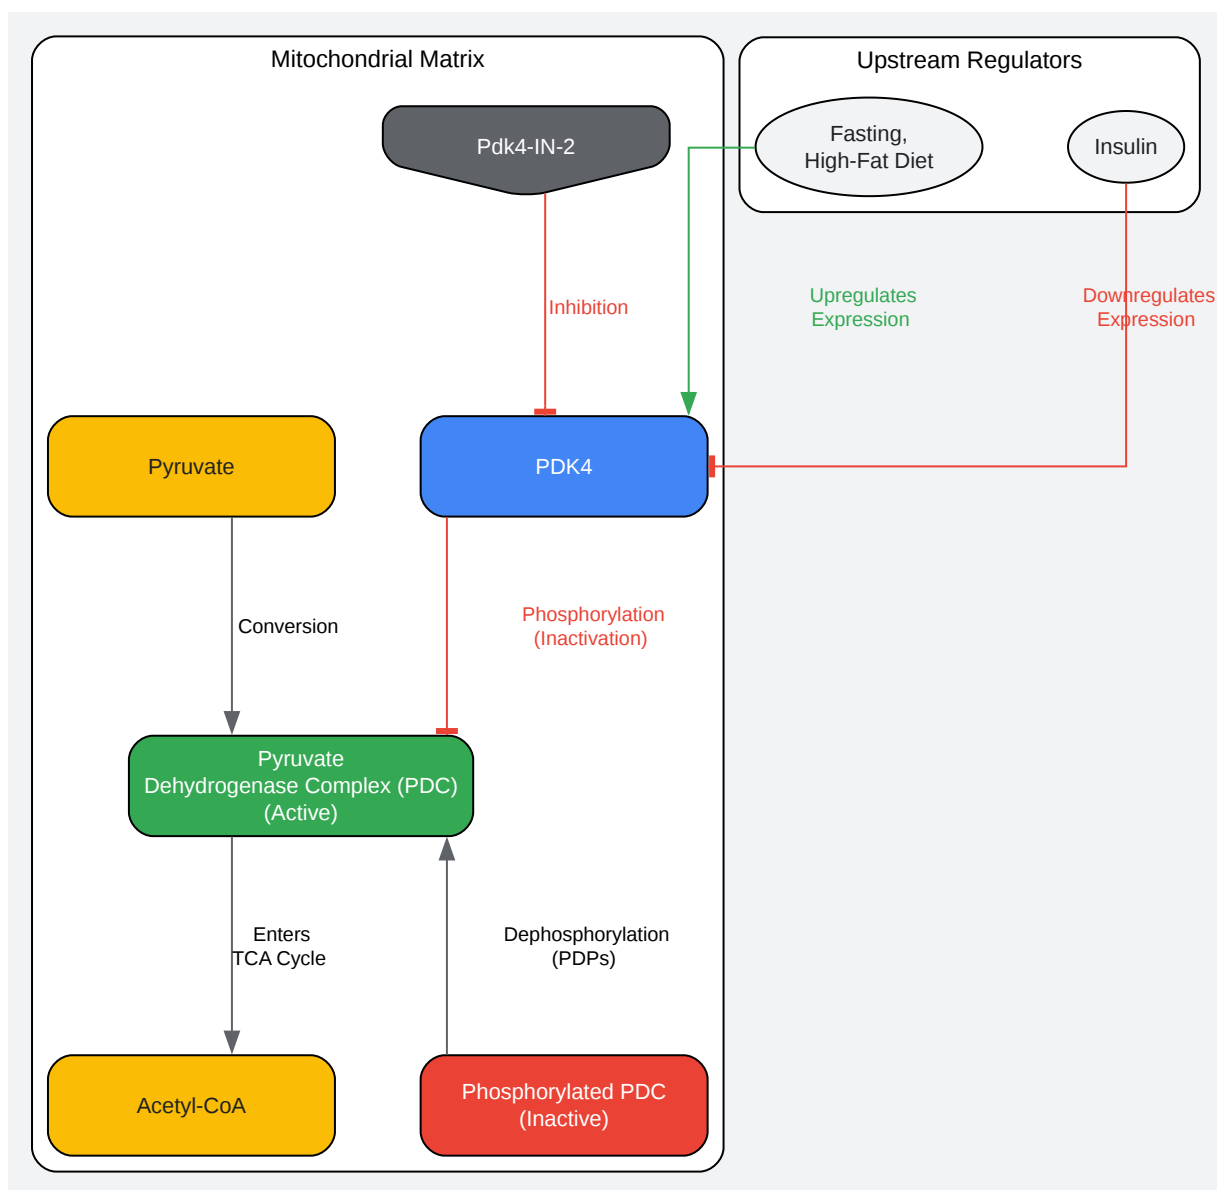 Mitochondrial Matrix
Upstream Regulators
Pdk4-IN-2
Fasting,
High-Fat Diet
Insulin
Inhibition
Upregulates
Expression
Downregulates
Expression
Pyruvate
PDK4
Conversion
Phosphorylation
(Inactivation)
Pyruvate
Dehydrogenase Complex (PDC)
(Active)
Enters
TCA Cycle
Dephosphorylation
(PDPs)
Acetyl-CoA
Phosphorylated PDC
(Inactive)